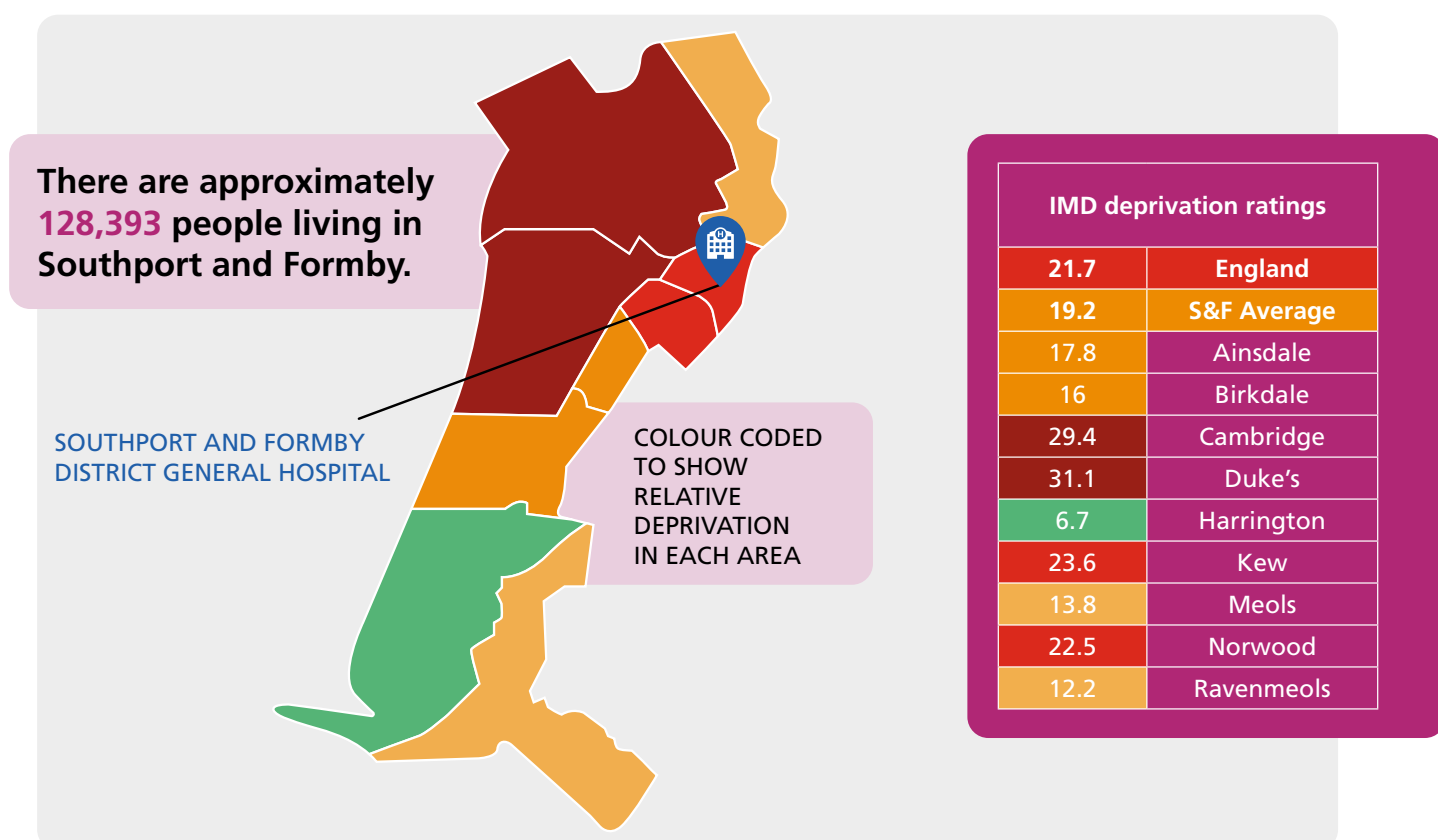 There are approximately
128,393 people living in
Southport and Formby.
SOUTHPORT AND FORMBY
DISTRICT GENERAL HOSPITAL
H
COLOUR CODED
TO SHOW
RELATIVE
DEPRIVATION
IN EACH AREA
IMD deprivation ratings
21.7 England
19.2 S&F Average
17.8 Ainsdale
16 Birkdale
29.4 Cambridge
31.1 Duke’s
6.7 Harrington
23.6 Kew
13.8 Meols
22.5 Norwood
12.2 Ravenmeols